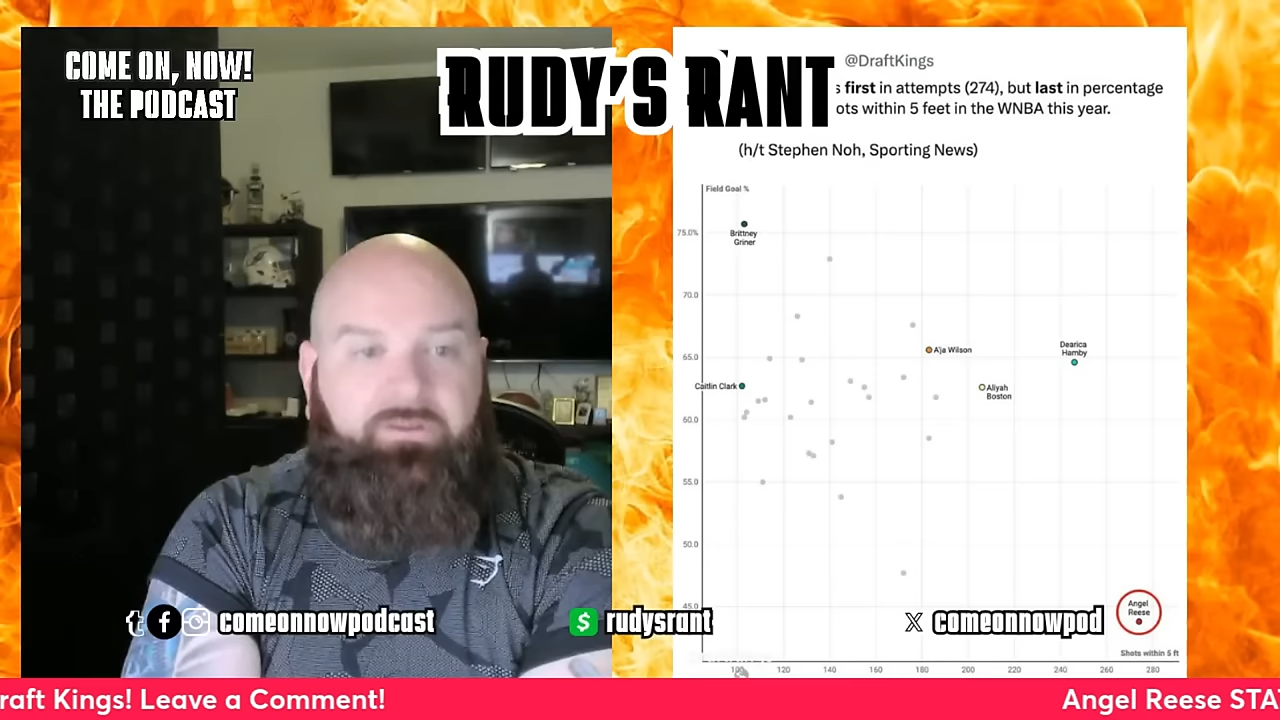 COME ON, NOW!
THE PODCAST
RUDY'S RANT
@DraftKings
first in attempts (274), but last in percentage
ots within 5 feet in the WNBA this year.
(h/t Stephen Noh, Sporting News)
Field Goal %
75.0%
70.0
65.0
60.0
55.0
50.0
45.0
Brittney
Griner
A'ja Wilson
Dearica
Hamby
Caitlin Clark
Aliyah
Boston
Angel
Reese
Shots within 5 ft
100 120 140 160 180 200 220 240 260 280
comeonnowpodcast
rudysrant
comeonnowpod
raft Kings! Leave a Comment!
Angel Reese STA